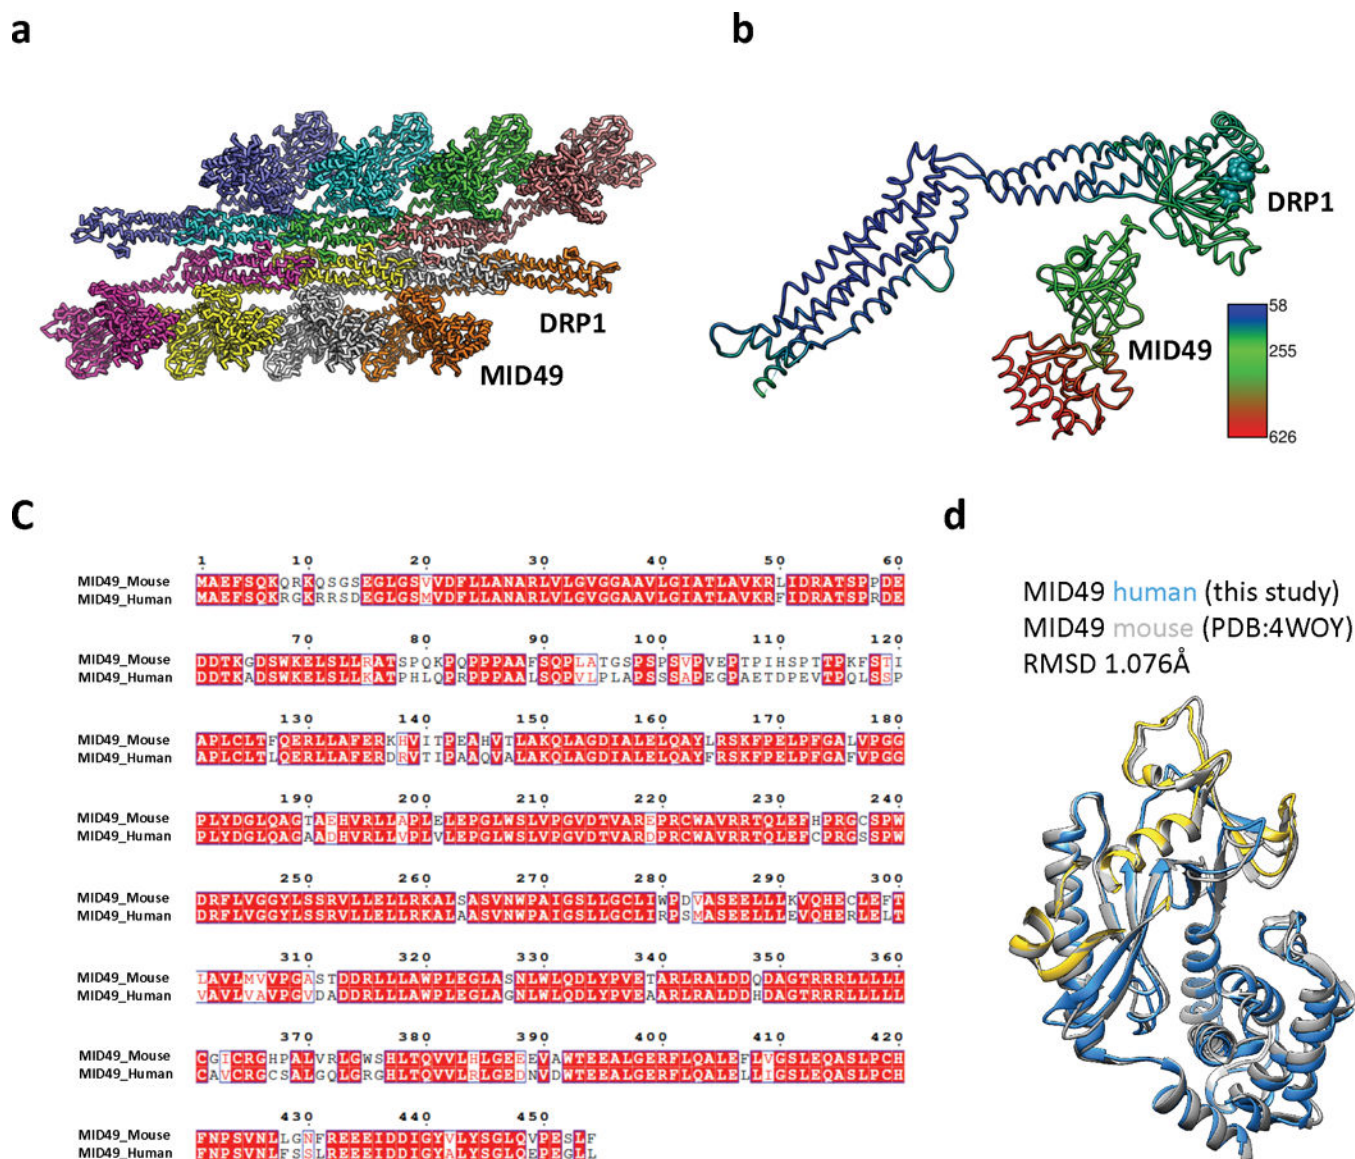 a
b
DRP1
MID49
DRP1
MID49
58
255
626
C
1 10 20 30 40 50 60
MID49_Mouse MAEFSQKQRKQSGSEGLGSVVDFLLANARLVLGVGGAAVLGIATLAVKRLIDRATSPPDE
MID49_Human MAEFSQKRGKRRSDEGLGSMVDFLLANARLVLGVGGAAVLGIATLAVKRFIDRATSPRDE
70 80 90 100 110 120
MID49_Mouse DDTKGDSWKELSLLRATSPQKPQPPPAAFSQPLATGSPSPSVPVEPTPIHSPTTPKFSTI
MID49_Human DDTKADSWKELSLLKATPHLQPRPPPAALSQPVLPLAPSSSAPEGPAETDPEVTPQLSSP
130 140 150 160 170 180
MID49_Mouse APLCLTFQERLLAFERKHVITPEAHVTLAKQLAGDIALELQAYLRSKFPELPFGALVPGG
MID49_Human APLCLTLQERLLAFERDRVTIPAAQVALAKQLAGDIALELQAYFRSKFPELPFGAFVPGG
190 200 210 220 230 240
MID49_Mouse PLYDGLQAGTAEHVRLLAPLELEPGLWSLVPGVDTVAREPRCWAVRRTQLEFHPRGCSPW
MID49_Human PLYDGLQAGAADHVRLLVPLVLEPGLWSLVPGVDTVARDPRCWAVRRTQLEFCPRGSSPW
250 260 270 280 290 300
MID49_Mouse DRFLVGGYLSSRVLLELLRKALSASVNWPAIGSLLGCLIWPDVASEELLLKVQHECLEFT
MID49_Human DRFLVGGYLSSRVLLELLRKALAASVNWPAIGSLLGCLIRPSMASEELLLEVQHERLELT
310 320 330 340 350 360
MID49_Mouse LAVLMVVPGASTDDRLLLAWPLEGLASNLWLQDLYPVETARLRALDDQDAGTRRRLLLLL
MID49_Human VAVLVAVPGVDADDRLLLAWPLEGLAGNLWLQDLYPVEAARLRALDDHDAGTRRRLLLLL
370 380 390 400 410 420
MID49_Mouse CGICRGHPALVRLGWSHLTQVVLHLGEEEVAWTEEALGERFLQALEFLVGSLEQASLPCH
MID49_Human CAVCRGCSALGQLGRGHLTQVVLRLGEDNVDWTEEALGERFLQALELLIGSLEQASLPCH
430 440 450
MID49_Mouse FNPSVNLLGNFREEEIDDIGYVLYSGLQVPESLF
MID49_Human FNPSVNLFSSLREEEIDDIGYALYSGLQEPEGLL
d
MID49 human (this study)
MID49 mouse (PDB:4WOY)
RMSD 1.076Å